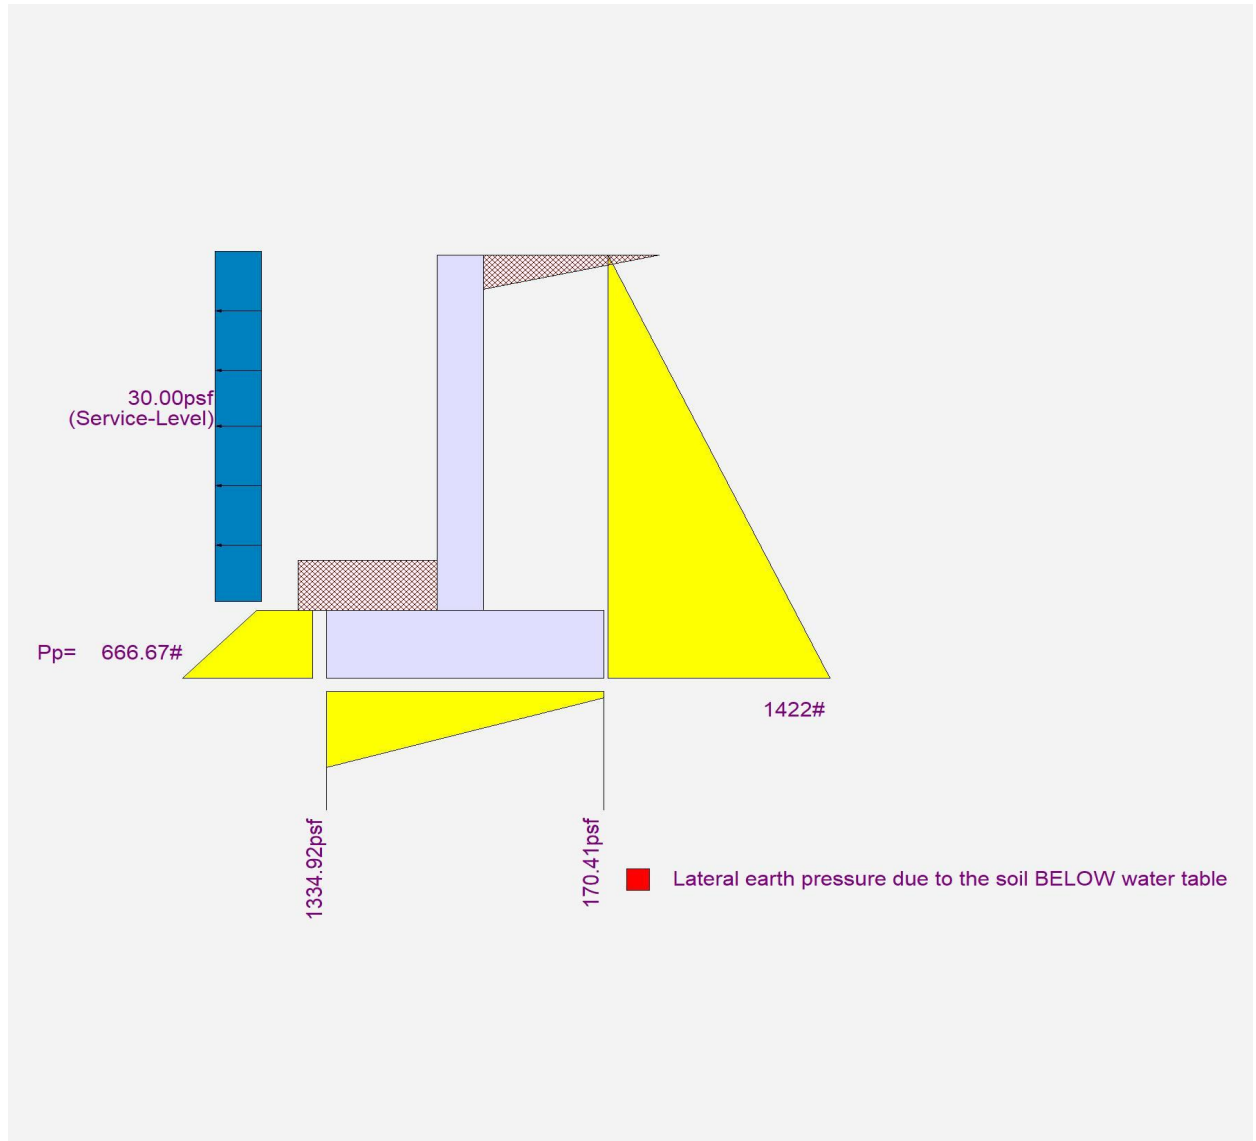 30.00psf
(Service-Level)
Pp= 666.67#
1422#
1334.92psf
170.41psf
Lateral earth pressure due to the soil BELOW water table